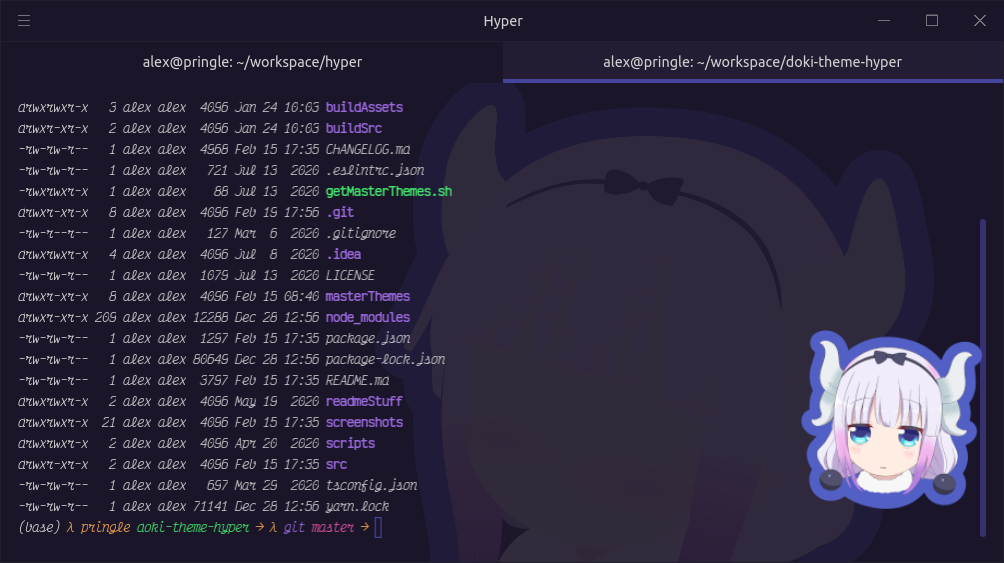 Hyper
alex@pringle: ~/workspace/hyper
alex@pringle: ~/workspace/doki-theme-hyper
drwxrwxr-x 3 alex alex 4096 Jan 24 10:03 buildAssets
drwxr-xr-x 2 alex alex 4096 Jan 24 10:03 buildSrc
-rw-rw-r-- 1 alex alex 4968 Feb 15 17:35 CHANGELOG.md
-rw-rw-r-- 1 alex alex 721 Jul 13 2020 .eslintrc.json
-rwxrwxr-x 1 alex alex 88 Jul 13 2020 getMasterThemes.sh
drwxr-xr-x 8 alex alex 4096 Feb 19 17:56 .git
-rw-r--r-- 1 alex alex 127 Mar 6 2020 .gitignore
drwxrwxr-x 4 alex alex 4096 Jul 8 2020 .idea
-rw-rw-r-- 1 alex alex 1079 Jul 13 2020 LICENSE
drwxr-xr-x 8 alex alex 4096 Feb 15 08:40 masterThemes
drwxrwxr-x 209 alex alex 12288 Dec 28 12:56 node_modules
-rw-rw-r-- 1 alex alex 1297 Feb 15 17:35 package.json
-rw-rw-r-- 1 alex alex 80649 Dec 28 12:56 package-lock.json
-rw-rw-r-- 1 alex alex 3797 Feb 15 17:35 README.md
drwxrwxr-x 2 alex alex 4096 May 19 2020 readmeStuff
drwxrwxr-x 21 alex alex 4096 Feb 15 17:35 screenshots
drwxrwxr-x 2 alex alex 4096 Apr 20 2020 scripts
drwxr-xr-x 2 alex alex 4096 Feb 15 17:35 src
-rw-rw-r-- 1 alex alex 697 Mar 29 2020 tsconfig.json
-rw-rw-r-- 1 alex alex 71141 Dec 28 12:56 yarn.lock
(base) λ pringle doki-theme-hyper → λ git master →